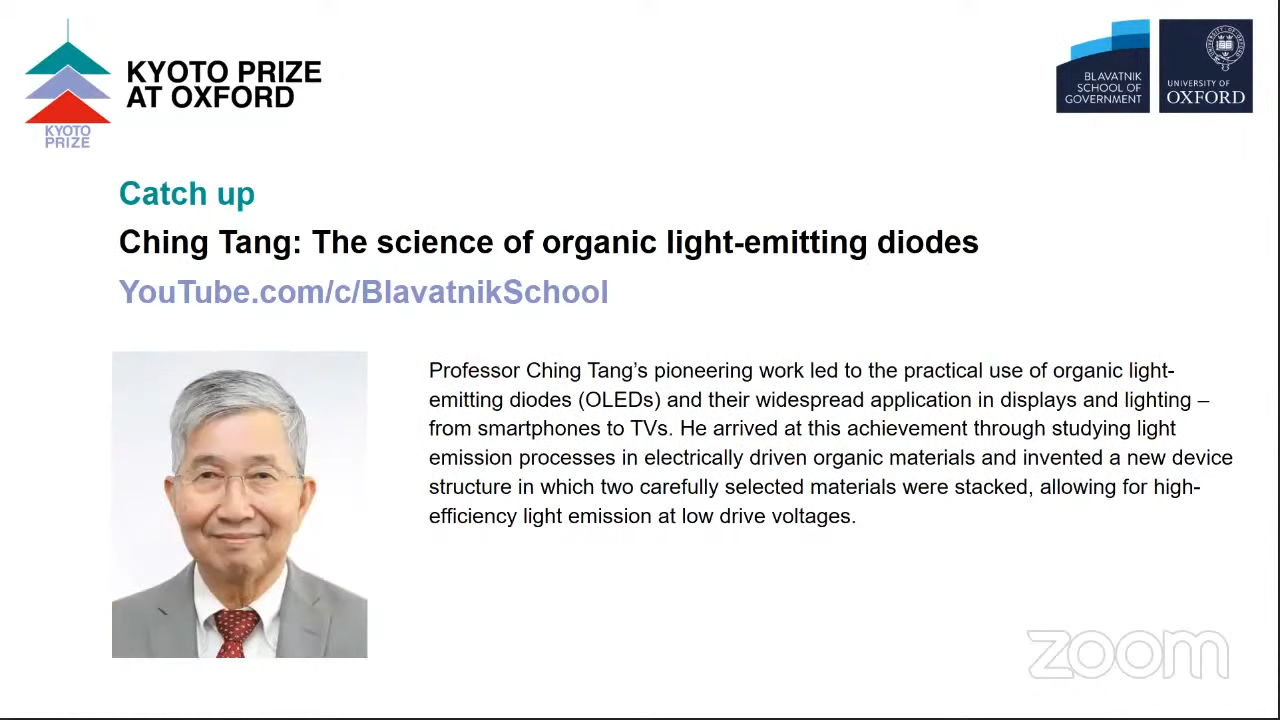 KYOTO PRIZE
AT OXFORD
KYOTO
PRIZE
BLAVATNIK
SCHOOL OF
GOVERNMENT
UNIVERSITY OF
OXFORD
Catch up
Ching Tang: The science of organic light-emitting diodes
YouTube.com/c/BlavatnikSchool
Professor Ching Tang’s pioneering work led to the practical use of organic light-
emitting diodes (OLEDs) and their widespread application in displays and lighting –
from smartphones to TVs. He arrived at this achievement through studying light
emission processes in electrically driven organic materials and invented a new device
structure in which two carefully selected materials were stacked, allowing for high-
efficiency light emission at low drive voltages.
zoom